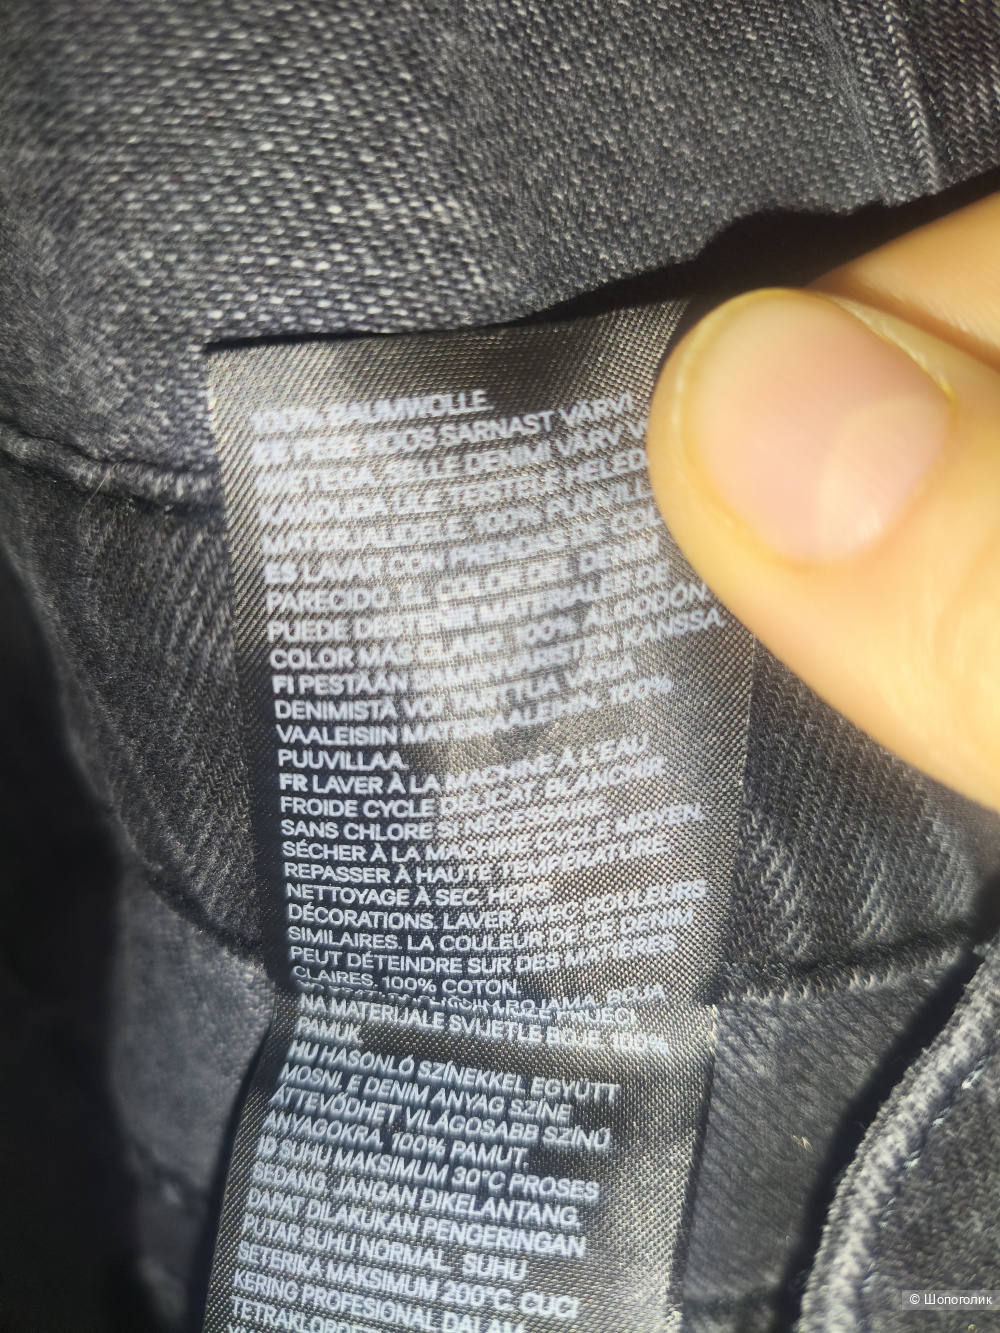 100% BAUMWOLLE.
EE PESE KOOS SARNAST VÄRVI
SELLE DENIMI VÄRV
KANDUDA ÜLE TEISTELE HELED
MATERJALIDELE. 100% PUUVILL
ES LAVAR CON PRENDAS DE COL
PARECIDO. EL COLOR DEL DENIM
PUEDE DESTEÑIR MATERIALES DE
COLOR MÁS CLARO. 100% ALGODÓN.
FI PESTÄÄN SAMANVÄRISTEN KANSSA.
DENIMISTÄ VOI TARTTUA VÄRIÄ
VAALEISIIN MATERIAALEIHIN. 100%
PUUVILLAA.
FR LAVER À LA MACHINE À L'EAU
FROIDE CYCLE DÉLICAT. BLANCHIR
SANS CHLORE SI NÉCESSAIRE.
SÉCHER À LA MACHINE CYCLE MOYEN.
REPASSER À HAUTE TEMPÉRATURE.
NETTOYAGE À SEC. HORS
DÉCORATIONS. LAVER AVEC COULEURS
SIMILAIRES. LA COULEUR DE CE DENIM
PEUT DÉTEINDRE SUR DES MATIÈRES
CLAIRES. 100% COTON.
BOJAMA. BOJA
NA MATERIJALE SVIJETLE BOJE. 100%
PAMUK.
HU HASONLÓ SZÍNEKKEL EGYÜTT
MOSNI. E DENIM ANYAG SZÍNE
ÁTTEVŐDHET VILÁGOSABB SZÍNŰ
ANYAGOKRA. 100% PAMUT.
ID SUHU MAKSIMUM 30°C PROSES
SEDANG. JANGAN DIKELANTANG.
DAPAT DILAKUKAN PENGERINGAN
PUTAR SUHU NORMAL. SUHU
SETERIKA MAKSIMUM 200°C. CUCI
KERING PROFESIONAL DALAM
© Шопоголик